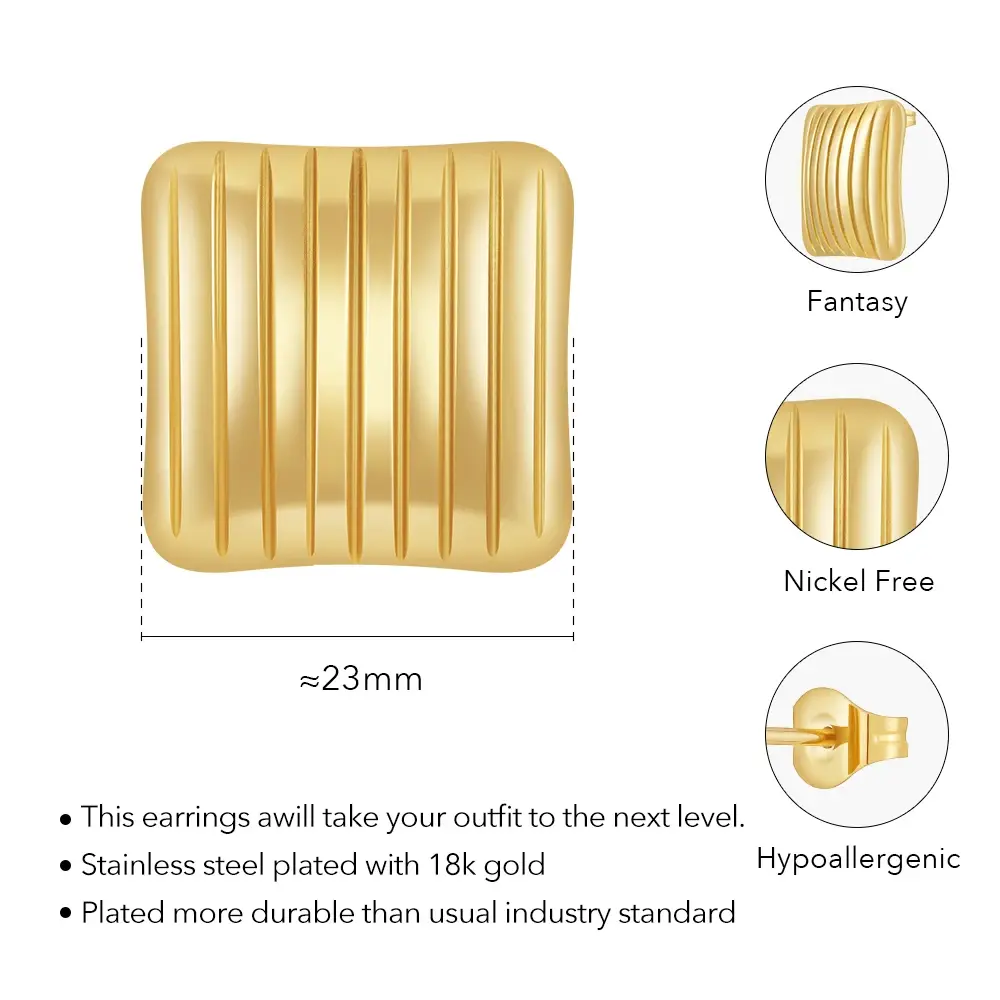 Fantasy
Nickel Free
≈23mm
• This earrings awill take your outfit to the next level.
• Stainless steel plated with 18k gold
• Plated more durable than usual industry standard
Hypoallergenic